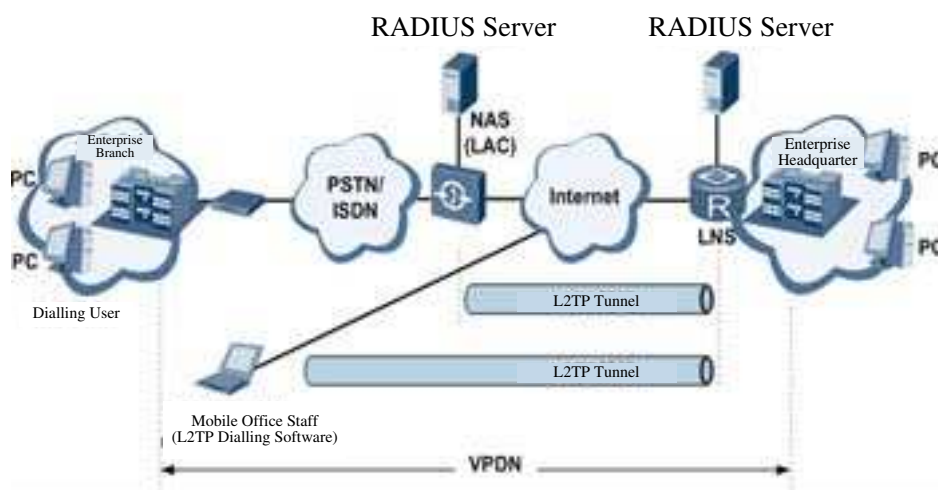 RADIUS Server
RADIUS Server
NAS
(LAC)
Enterprise
Branch
Enterprise
Headquarter
PC
PC
PSTN/
ISDN
Internet
PC
PC
LNS
Dialling User
L2TP Tunnel
L2TP Tunnel
Mobile Office Staff
(L2TP Dialling Software)
VPDN
R